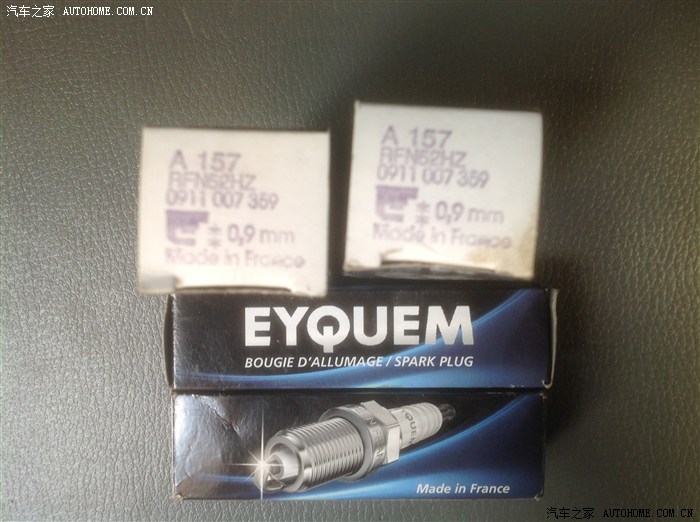 汽车之家 AUTOHOME.COM.CN
A 157
RFN52HZ
0911 007 359
0,9 mm
Made in France
A 157
RFN52HZ
0911 007 359
0,9 mm
Made in France
EYQUEM
BOUGIE D'ALLUMAGE / SPARK PLUG
Made in France
汽车之家 AUTOHOME.COM.CN